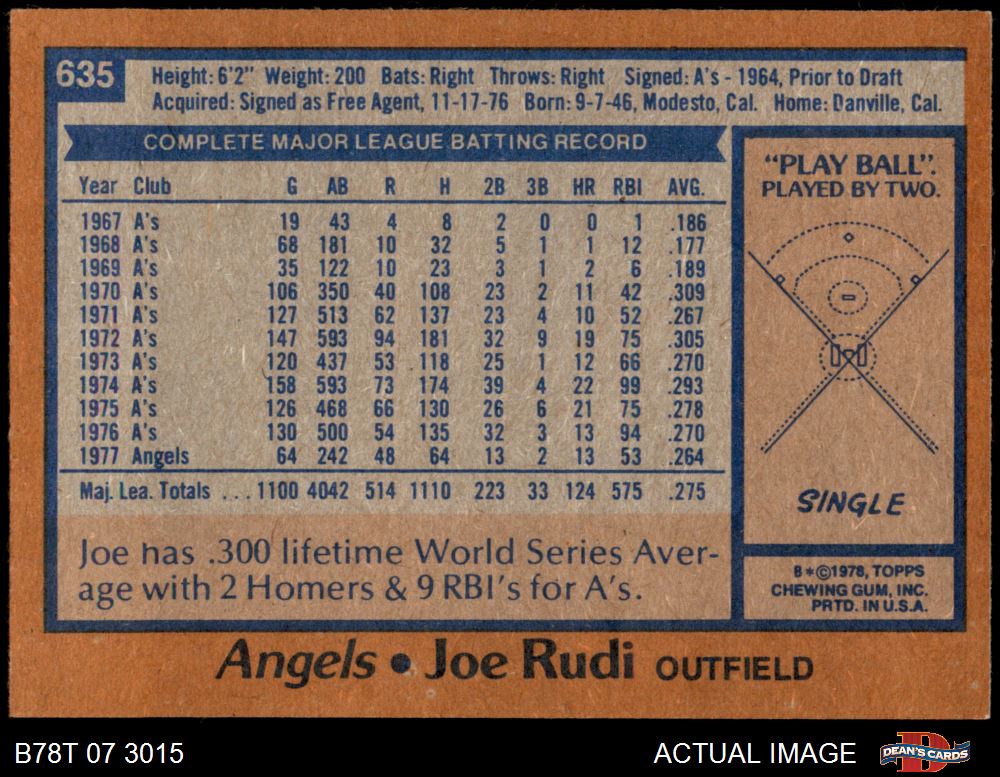 635
Height: 6'2" Weight: 200 Bats: Right Throws: Right Signed: A's - 1964, Prior to Draft
Acquired: Signed as Free Agent, 11-17-76 Born: 9-7-46, Modesto, Cal. Home: Danville, Cal.
COMPLETE MAJOR LEAGUE BATTING RECORD
Year Club G AB R H 2B 3B HR RBI AVG.
1967 A's 19 43 4 8 2 0 0 1 .186
1968 A's 68 181 10 32 5 1 1 12 .177
1969 A's 35 122 10 23 3 1 2 6 .189
1970 A's 106 350 40 108 23 2 11 42 .309
1971 A's 127 513 62 137 23 4 10 52 .267
1972 A's 147 593 94 181 32 9 19 75 .305
1973 A's 120 437 53 118 25 1 12 66 .270
1974 A's 158 593 73 174 39 4 22 99 .293
1975 A's 126 468 66 130 26 6 21 75 .278
1976 A's 130 500 54 135 32 3 13 94 .270
1977 Angels 64 242 48 64 13 2 13 53 .264
Maj. Lea. Totals ... 1100 4042 514 1110 223 33 124 575 .275
Joe has .300 lifetime World Series Aver-
age with 2 Homers & 9 RBI's for A's.
"PLAY BALL".
PLAYED BY TWO.
SINGLE
B*©1978, TOPPS
CHEWING GUM, INC.
PRTD. IN U.S.A.
Angels • Joe Rudi OUTFIELD
B78T 07 3015
ACTUAL IMAGE
DEAN'S CARDS